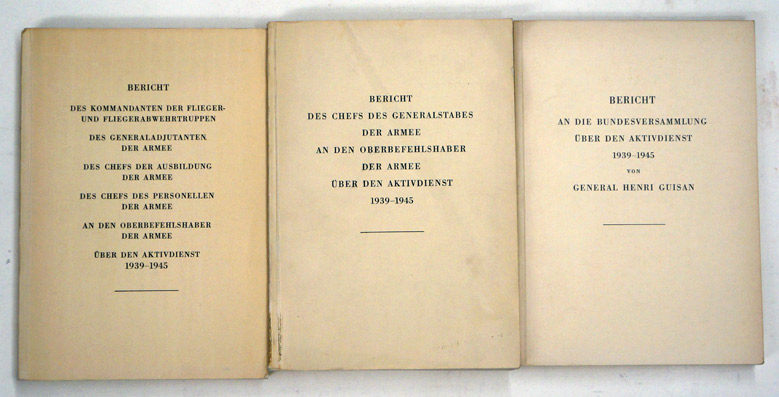 BERICHT
DES KOMMANDANTEN DER FLIEGER-
UND FLIEGERABWEHRTRUPPEN
DES GENERALADJUTANTEN
DER ARMEE
DES CHEFS DER AUSBILDUNG
DER ARMEE
DES CHEFS DES PERSONELLEN
DER ARMEE
AN DEN OBERBEFEHLSHABER
DER ARMEE
ÜBER DEN AKTIVDIENST
1939–1945
BERICHT
DES CHEFS DES GENERALSTABES
DER ARMEE
AN DEN OBERBEFEHLSHABER
DER ARMEE
ÜBER DEN AKTIVDIENST
1939–1945
BERICHT
AN DIE BUNDESVERSAMMLUNG
ÜBER DEN AKTIVDIENST
1939–1945
VON
GENERAL HENRI GUISAN